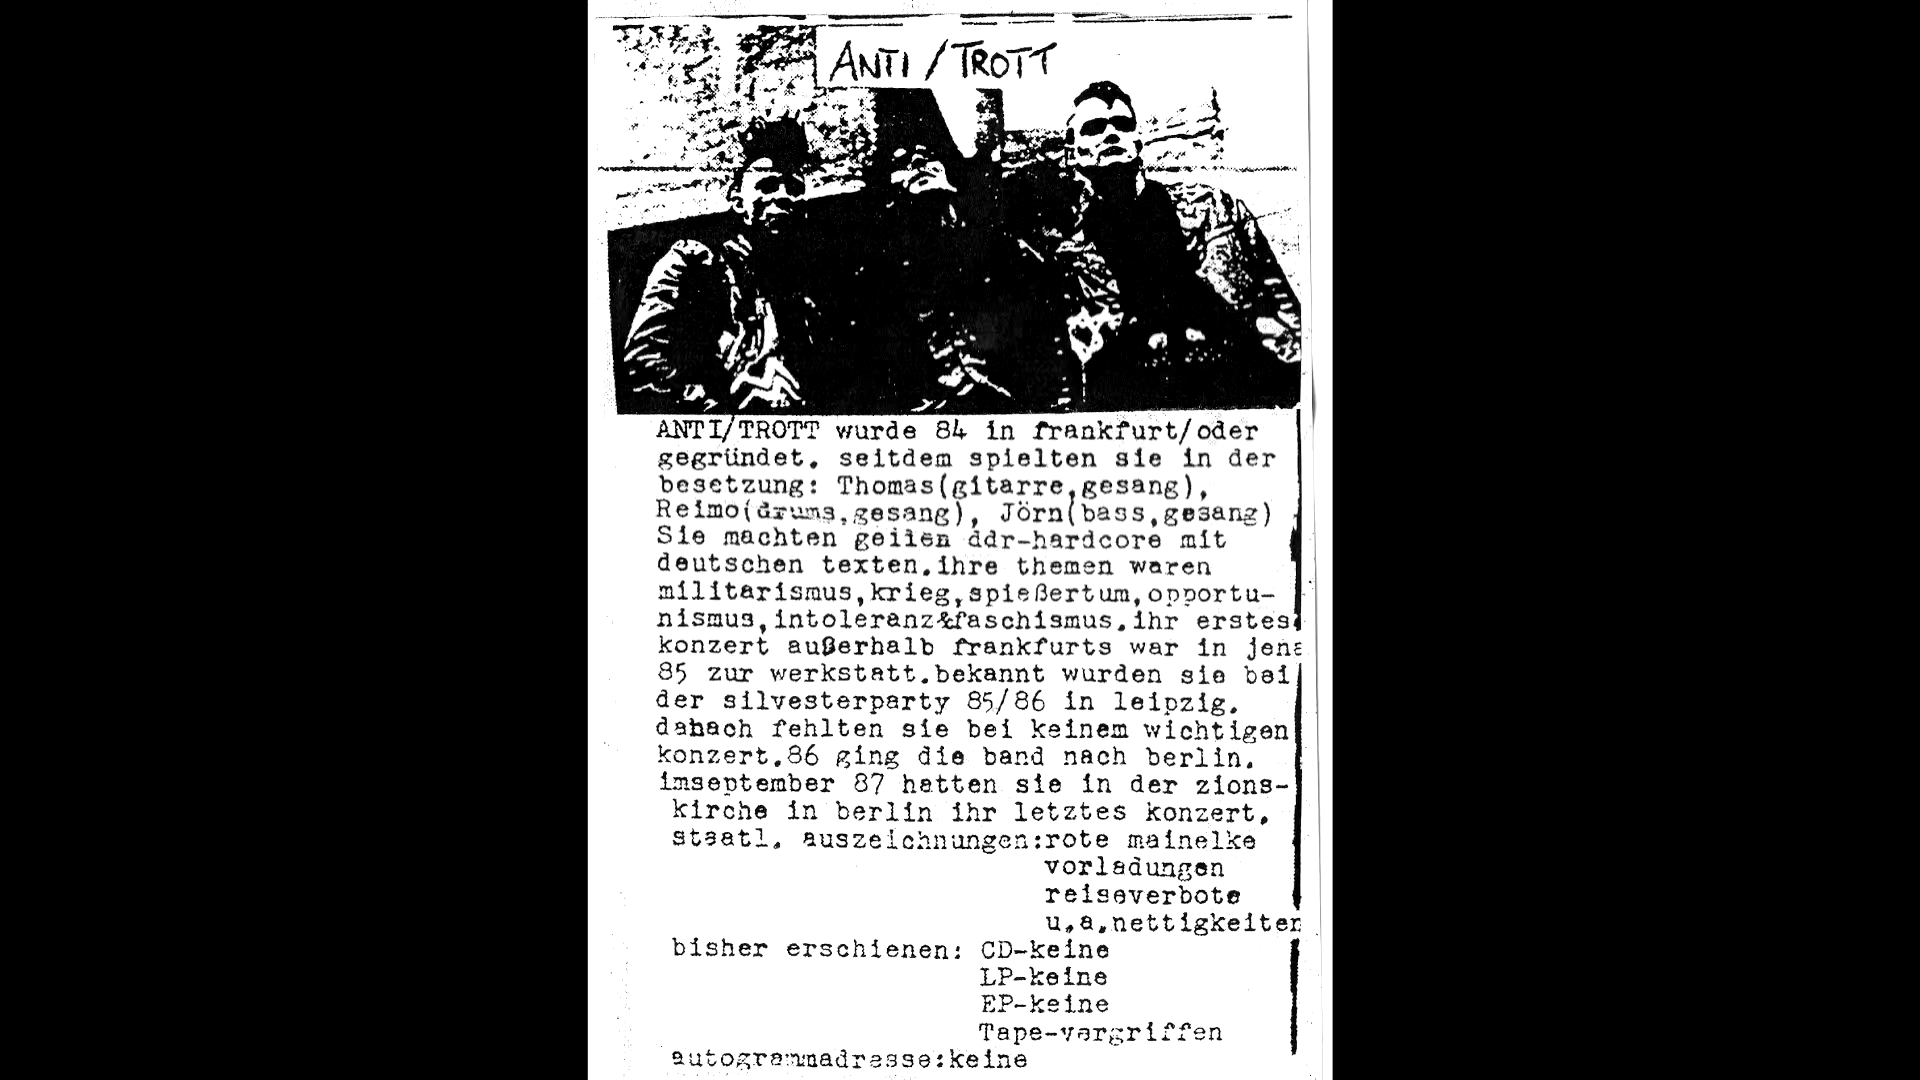 ANTI/TROTT
ANTI/TROTT wurde 84 in frankfurt/oder
gegründet. seitdem spielten sie in der
besetzung: Thomas(gitarre,gesang),
Reimo(drums,gesang), Jörn(bass,gesang)
Sie machten geilen ddr-hardcore mit
deutschen texten.ihre themen waren
militarismus,krieg,spießertum,opportu-
nismus,intoleranz&faschismus.ihr erstes
konzert außerhalb frankfurts war in jena
85 zur werkstatt.bekannt wurden sie bei
der silvesterparty 85/86 in leipzig.
danach fehlten sie bei keinem wichtigen
konzert.86 ging die band nach berlin.
imseptember 87 hatten sie in der zions-
kirche in berlin ihr letztes konzert.
staatl. auszeichnungen:rote mainelke
vorladungen
reiseverbote
u.a.nettigkeiten
bisher erschienen: CD-keine
LP-keine
EP-keine
Tape-vergriffen
autogrammadresse:keine